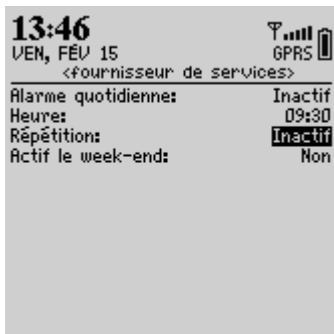 13:46
VEN, FÉV 15
GPRS
<fournisseur de services>
Alarme quotidienne: Inactif
Heure: 09:30
Répétition: Inactif
Actif le week-end: Non